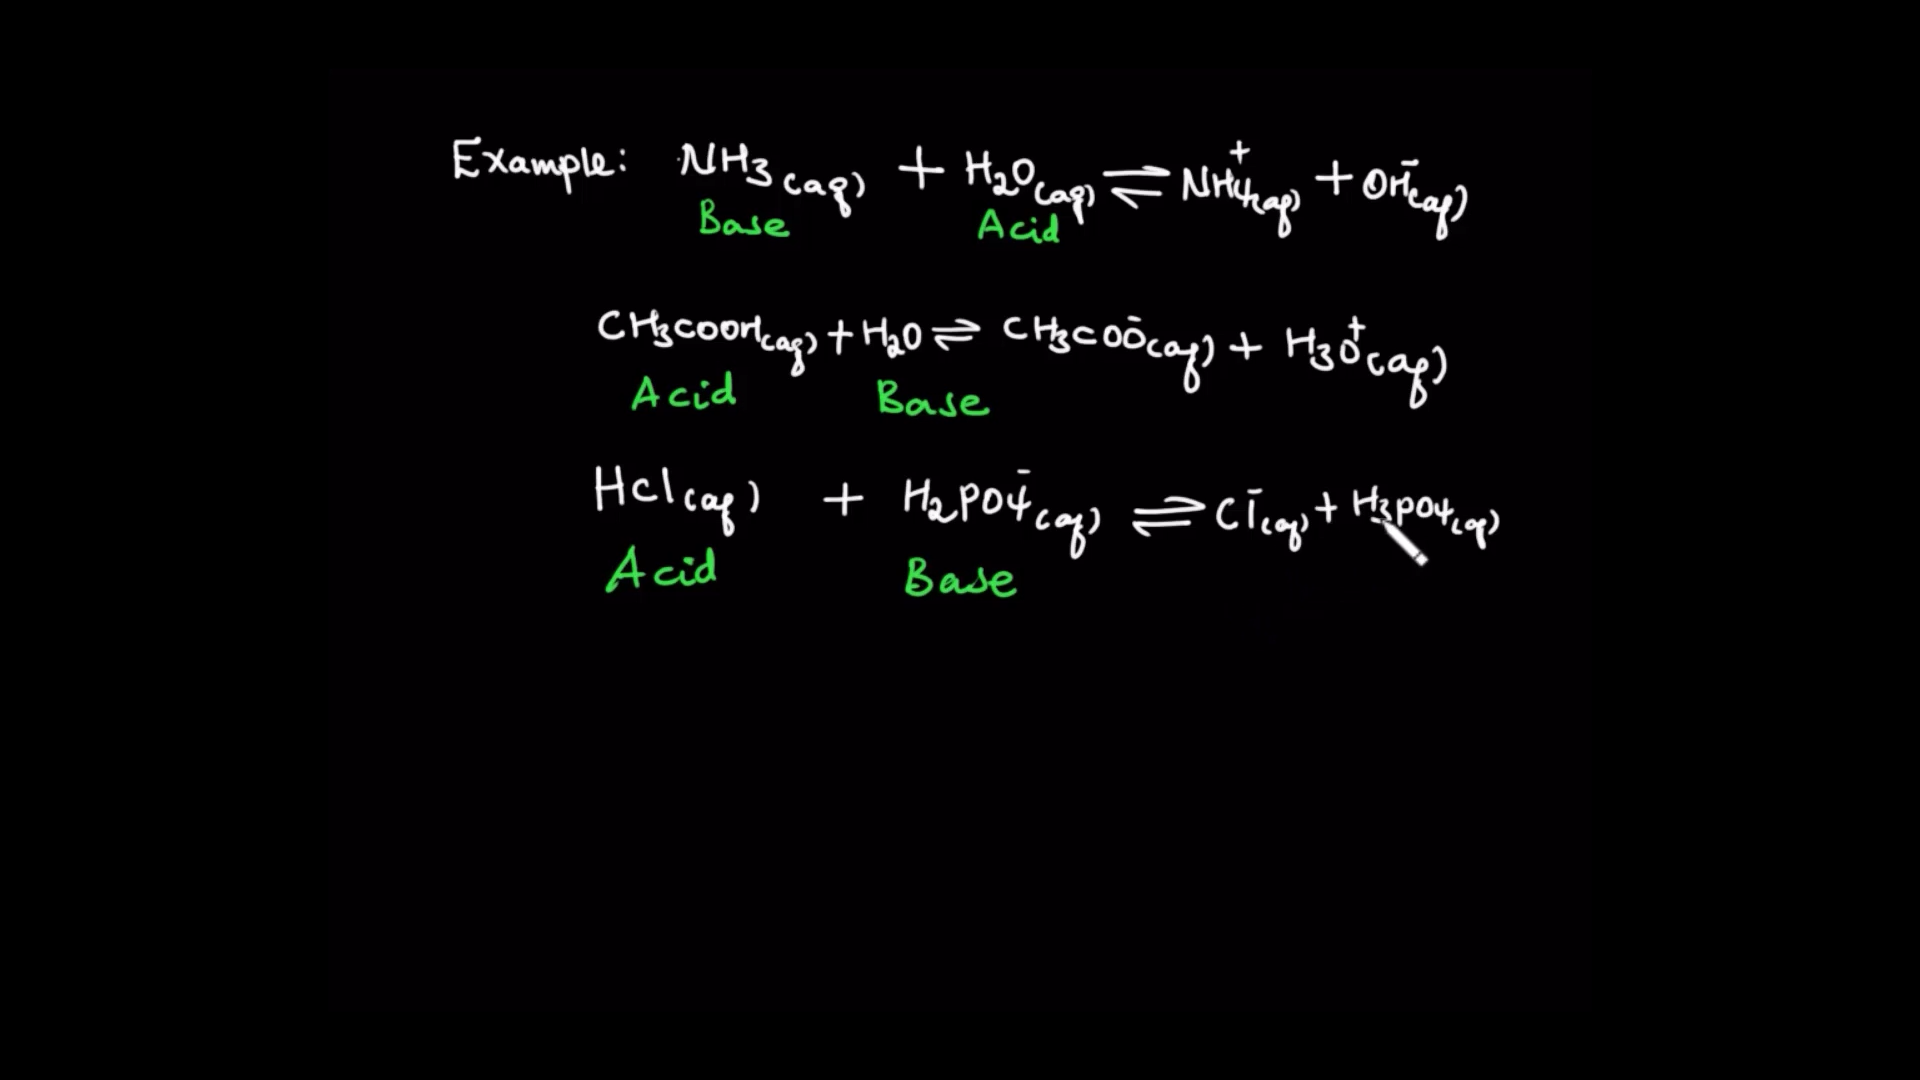 Example: NH₃(aq) + H₂O(aq) ⇌ NH₄⁺(aq) + OH⁻(aq)
Base Acid
CH₃COOH(aq) + H₂O ⇌ CH₃COO⁻(aq) + H₃O⁺(aq)
Acid Base
HCl(aq) + H₂PO₄⁻(aq) ⇌ Cl⁻(aq) + H₃PO₄(aq)
Acid Base